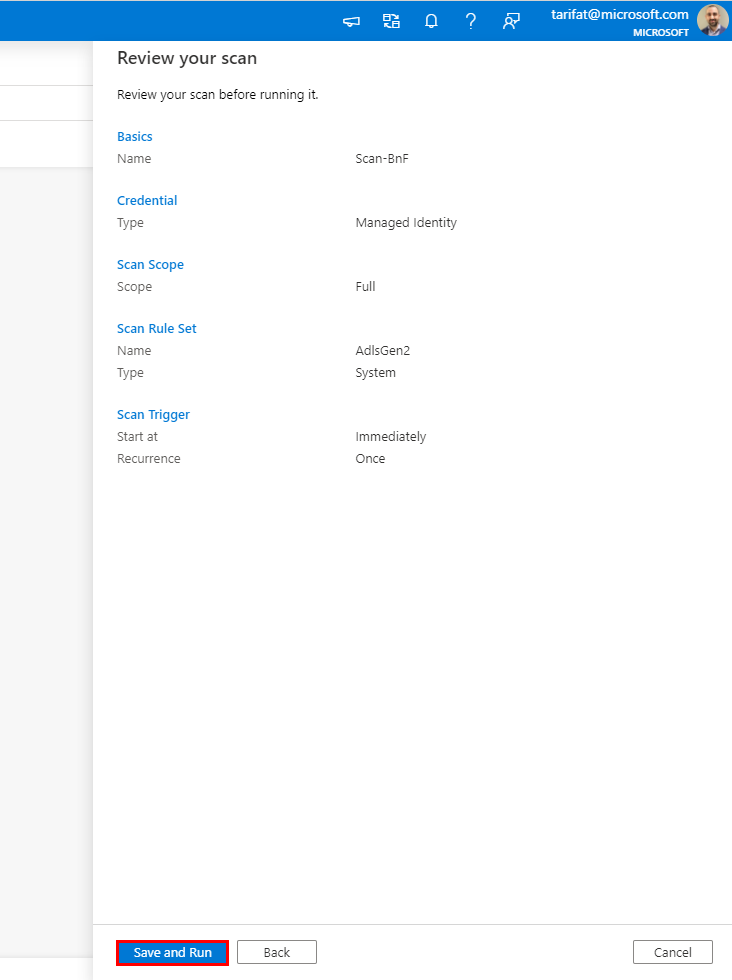 tarifat@microsoft.com
MICROSOFT
Review your scan
Review your scan before running it.
Basics
Name Scan-BnF
Credential
Type Managed Identity
Scan Scope
Scope Full
Scan Rule Set
Name AdlsGen2
Type System
Scan Trigger
Start at Immediately
Recurrence Once
Save and Run Back Cancel